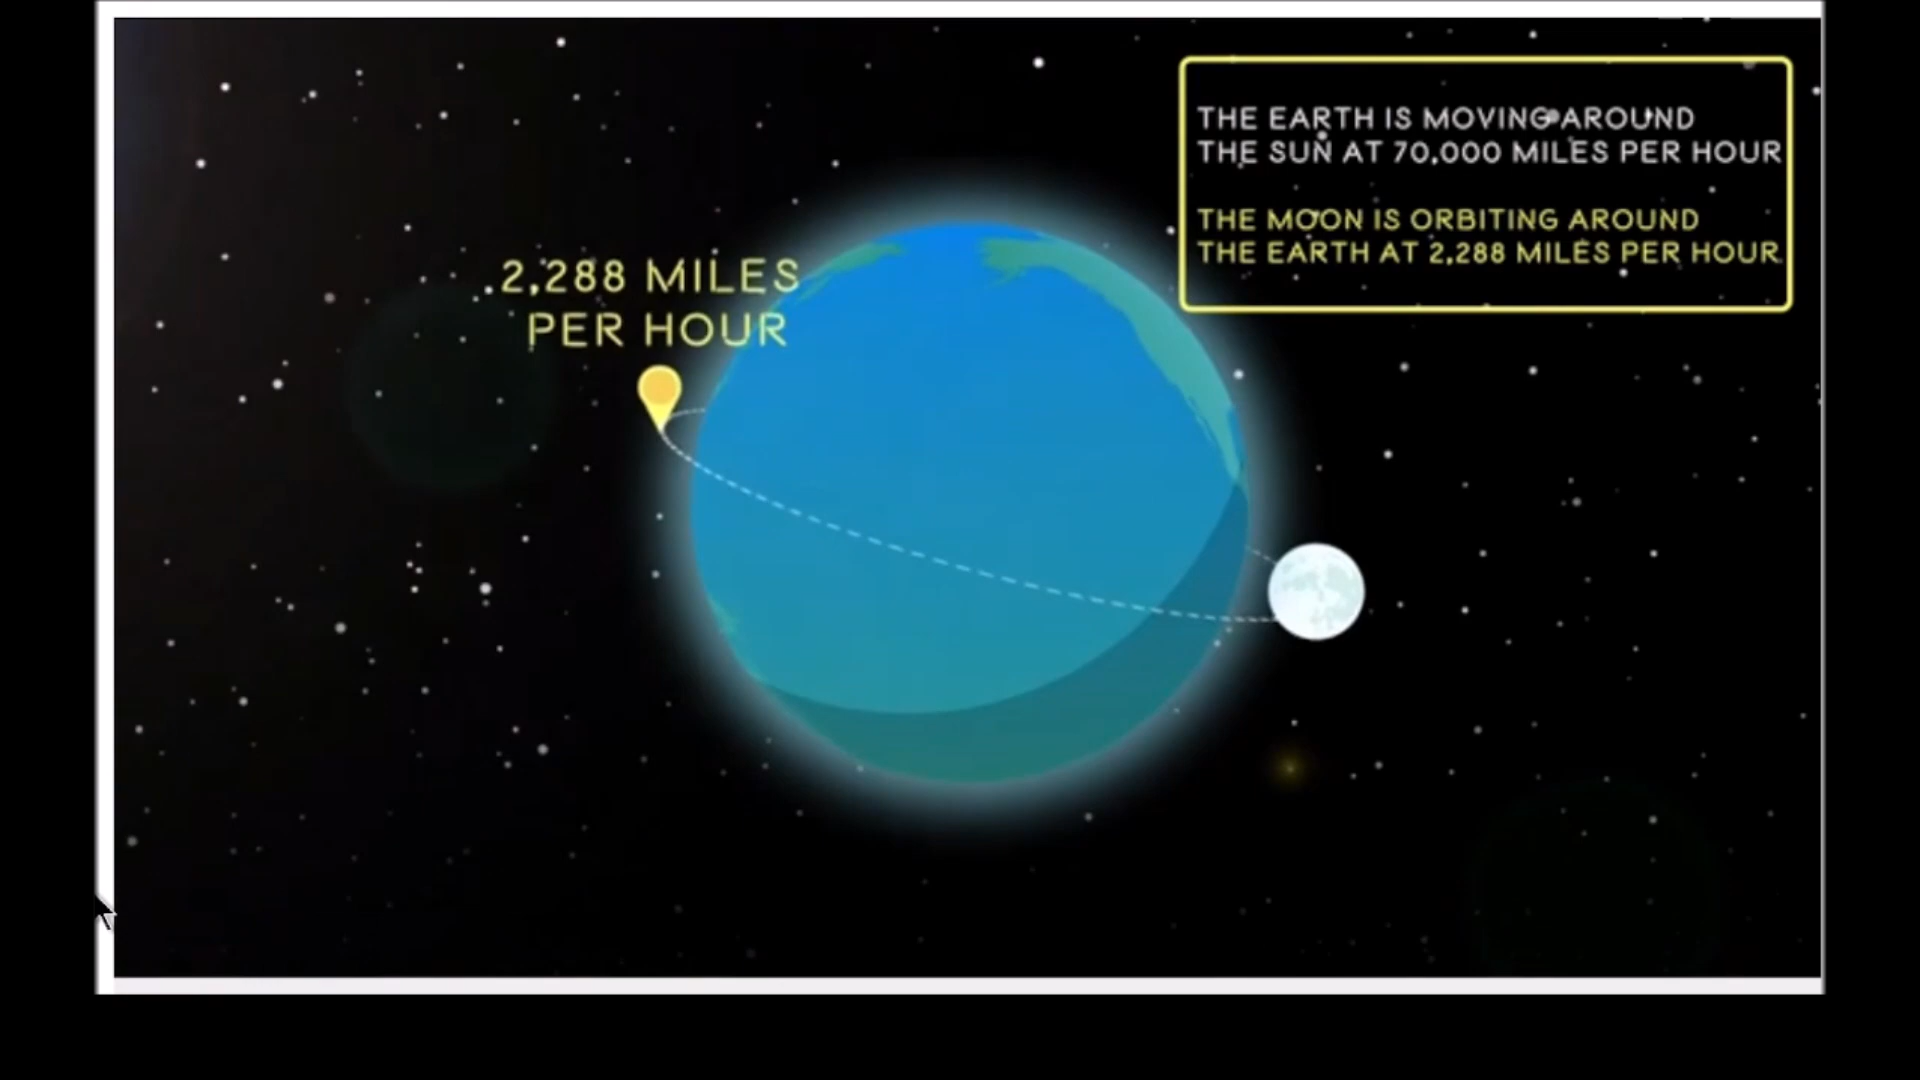 THE EARTH IS MOVING AROUND
THE SUN AT 70,000 MILES PER HOUR
THE MOON IS ORBITING AROUND
THE EARTH AT 2,288 MILES PER HOUR
2,288 MILES
PER HOUR